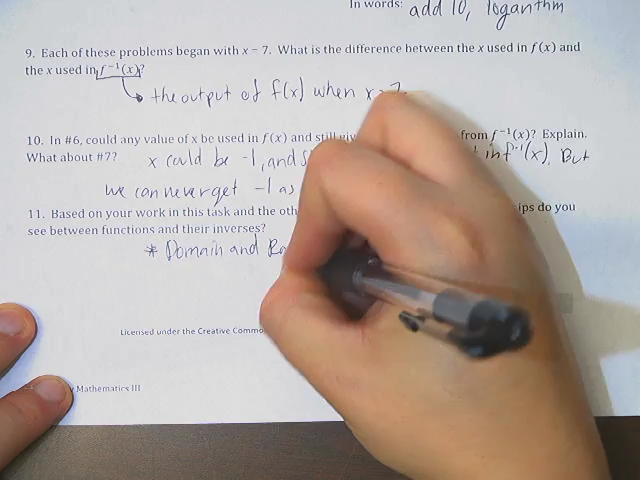 In words: add 10, logarithm
9. Each of these problems began with x = 7. What is the difference between the x used in f(x) and
the x used in f⁻¹(x)?
the output of f(x) when x=7
10. In #6, could any value of x be used in f(x) and still from f⁻¹(x)? Explain.
What about #7? x could be -1, and in f⁻¹(x). But
we can never get -1 as
11. Based on your work in this task and the do you
see between functions and their inverses?
* Domain and
Licensed under the Creative
Mathematics III